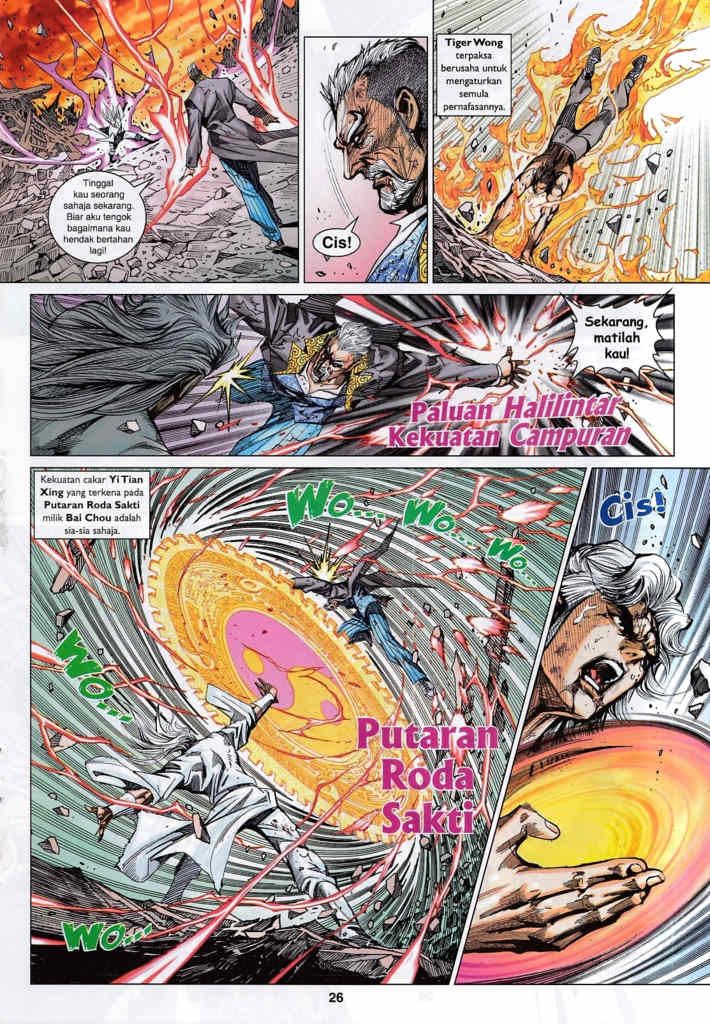 Tinggal
kau seorang
sahaja sekarang.
Biar aku tengok
bagaimana kau
hendak bertahan
lagi!
Cis!
Tiger Wong
terpaksa
berusaha untuk
mengaturkan
semula
pernafasannya.
Sekarang,
matilah
kau!
Paluan Halilintar
Kekuatan Campuran
Kekuatan cakar Yi Tian
Xing yang terkena pada
Putaran Roda Sakti
milik Bai Chou adalah
sia-sia sahaja.
Wo... Wo... Wo...
Cis!
Wo...
Putaran
Roda
Sakti
Wo...
26